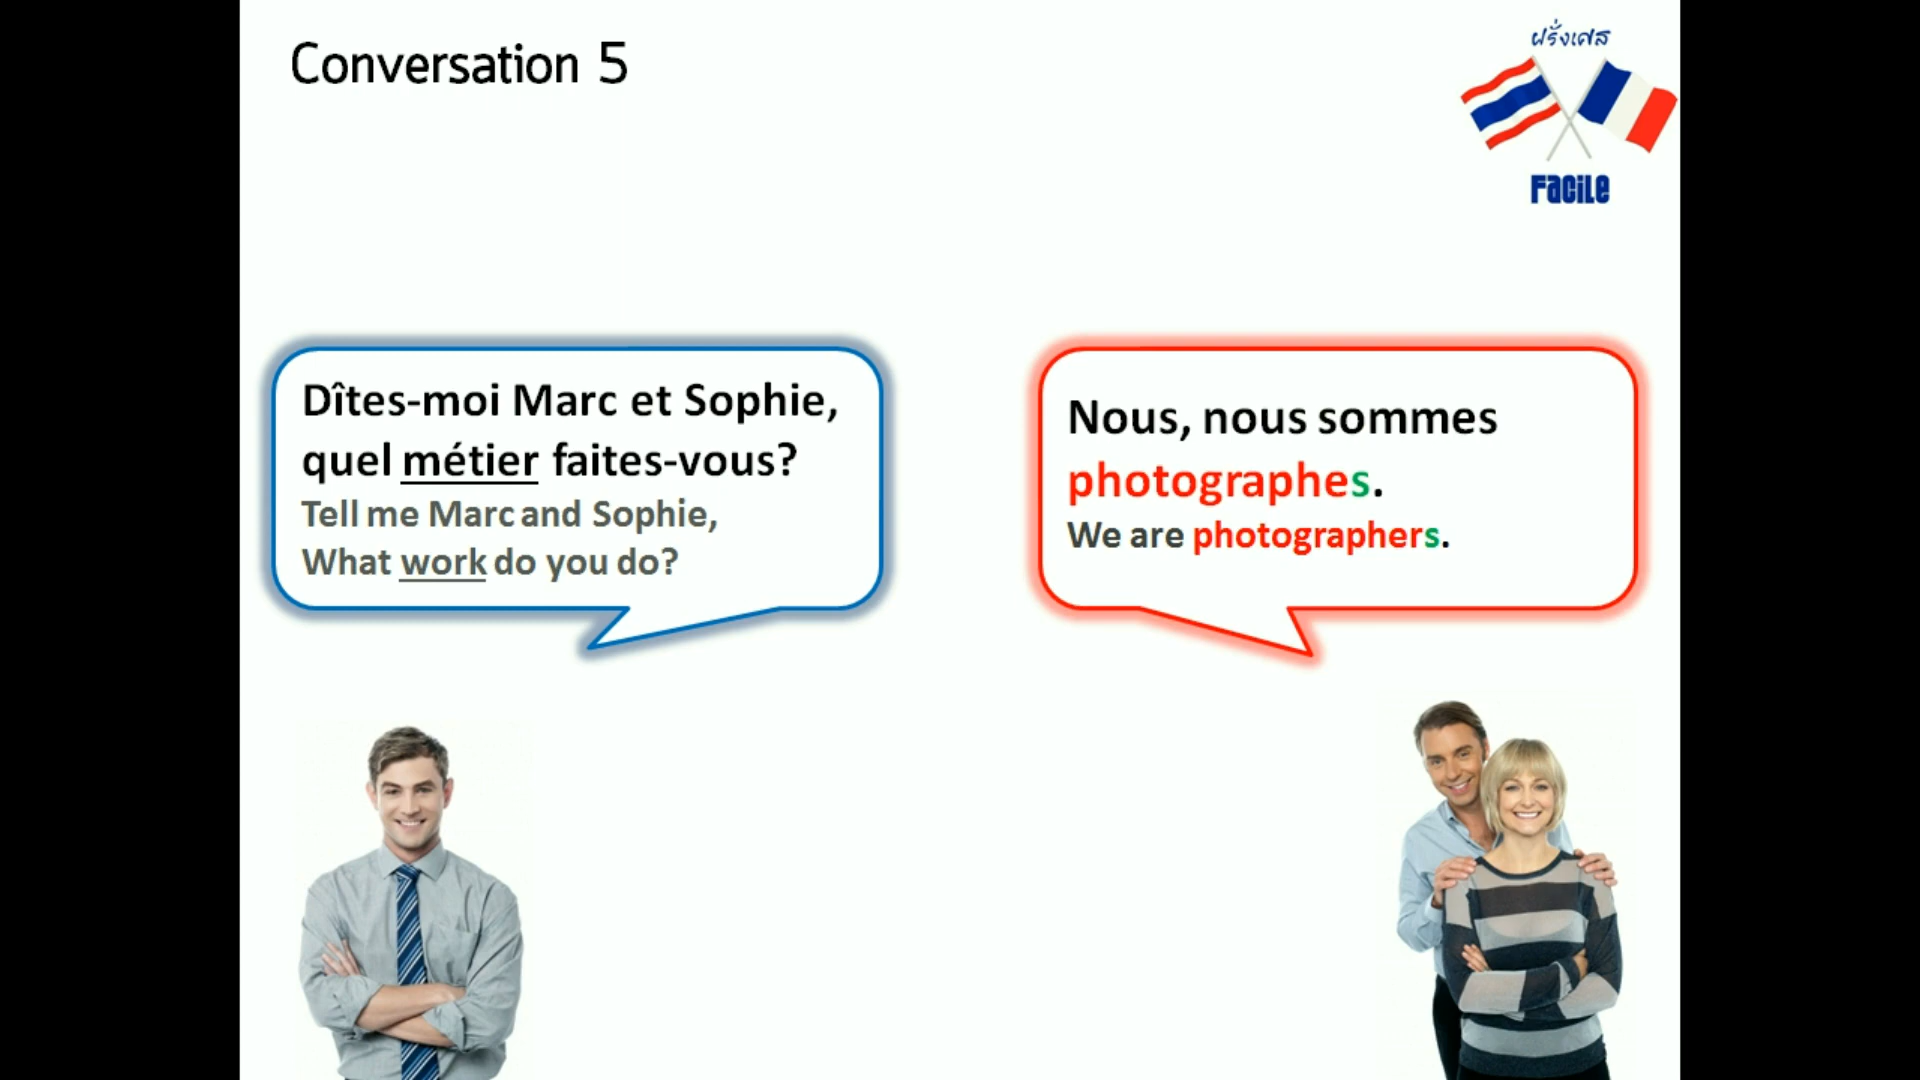 Conversation 5
ฝรั่งเศส
FaciLe
Dîtes-moi Marc et Sophie,
quel métier faites-vous?
Tell me Marc and Sophie,
What work do you do?
Nous, nous sommes
photographes.
We are photographers.